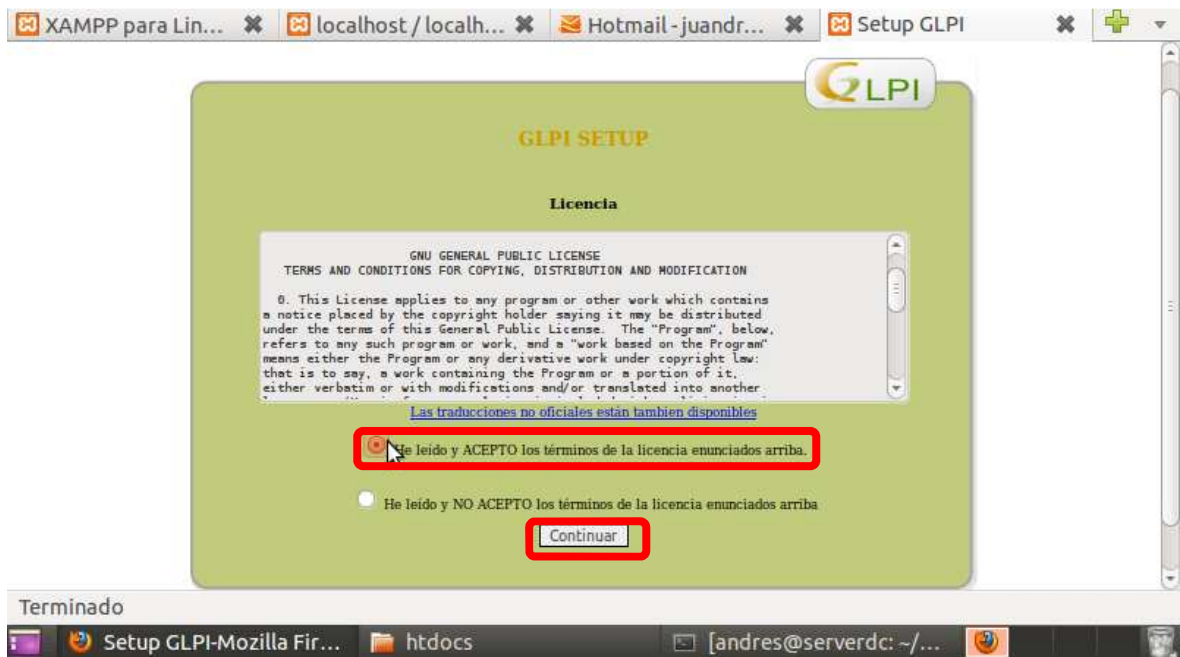 XAMPP para Lin...
localhost / localh...
Hotmail - juandr...
Setup GLPI
GLPI
GLPI SETUP
Licencia
GNU GENERAL PUBLIC LICENSE
TERMS AND CONDITIONS FOR COPYING, DISTRIBUTION AND MODIFICATION
0. This License applies to any program or other work which contains
a notice placed by the copyright holder saying it may be distributed
under the terms of this General Public License. The "Program", below,
refers to any such program or work, and a "work based on the Program"
means either the Program or any derivative work under copyright law:
that is to say, a work containing the Program or a portion of it,
either verbatim or with modifications and/or translated into another
Las traducciones no oficiales están tambien disponibles
He leído y ACEPTO los términos de la licencia enunciados arriba.
He leído y NO ACEPTO los términos de la licencia enunciados arriba
Continuar
Terminado
Setup GLPI-Mozilla Fir...
htdocs
[andres@serverdc: ~/...